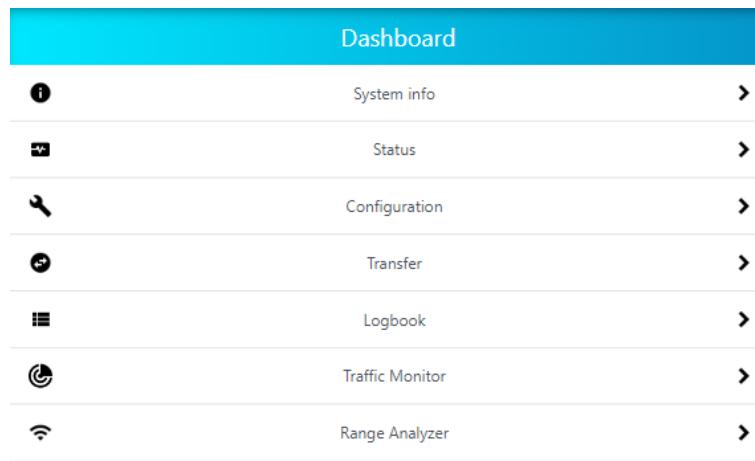 Dashboard
System info
Status
Configuration
Transfer
Logbook
Traffic Monitor
Range Analyzer